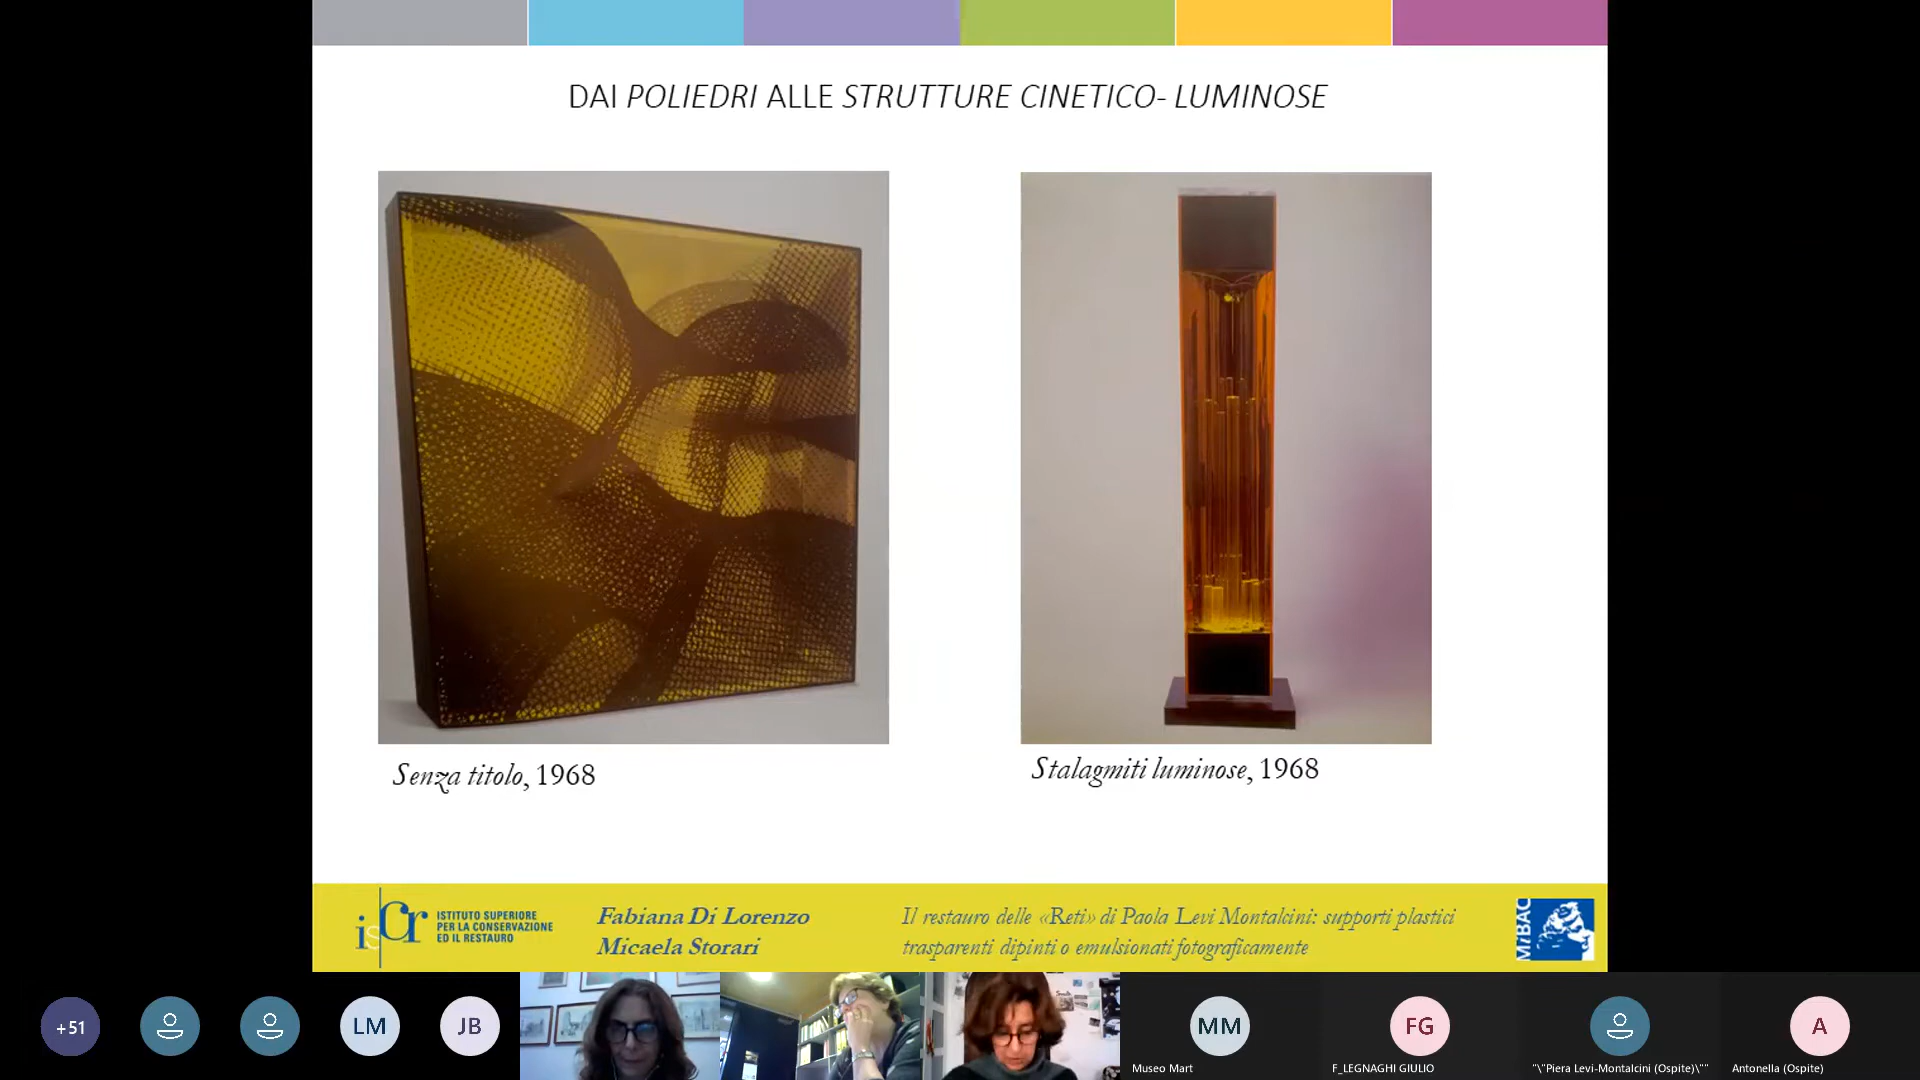 DAI POLIEDRI ALLE STRUTTURE CINETICO- LUMINOSE
Senza titolo, 1968
Stalagmiti luminose, 1968
isCr
ISTITUTO SUPERIORE
PER LA CONSERVAZIONE
ED IL RESTAURO
Fabiana Di Lorenzo
Micaela Storari
Il restauro delle «Reti» di Paola Levi Montalcini: supporti plastici
trasparenti dipinti o emulsionati fotograficamente
MiBAC
+51
LM
JB
MM
FG
A
Museo Mart
F_LEGNAGHI GIULIO
"\"Piera Levi-Montalcini (Ospite)\""
Antonella (Ospite)